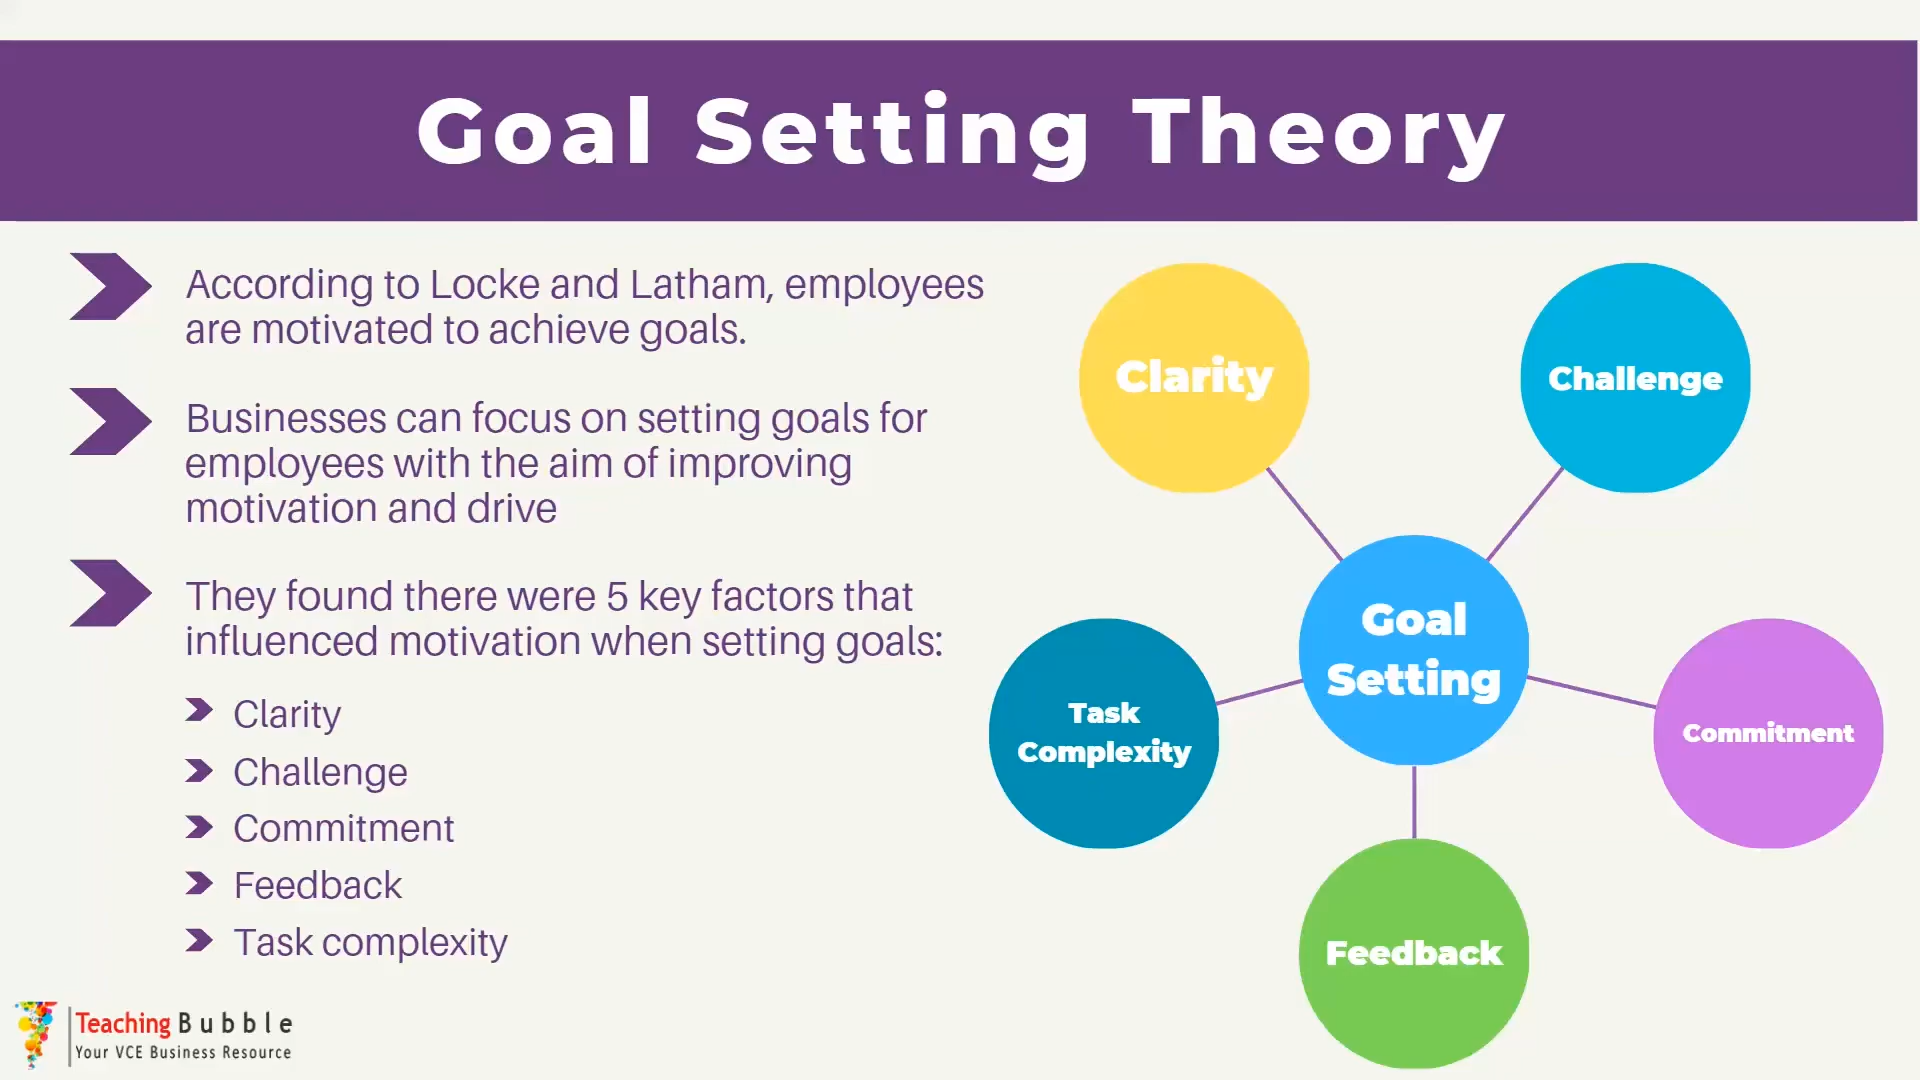 Goal Setting Theory
According to Locke and Latham, employees
are motivated to achieve goals.
Businesses can focus on setting goals for
employees with the aim of improving
motivation and drive
They found there were 5 key factors that
influenced motivation when setting goals:
Clarity
Challenge
Commitment
Feedback
Task complexity
Clarity
Challenge
Goal
Setting
Task
Complexity
Commitment
Feedback
Teaching Bubble
Your VCE Business Resource